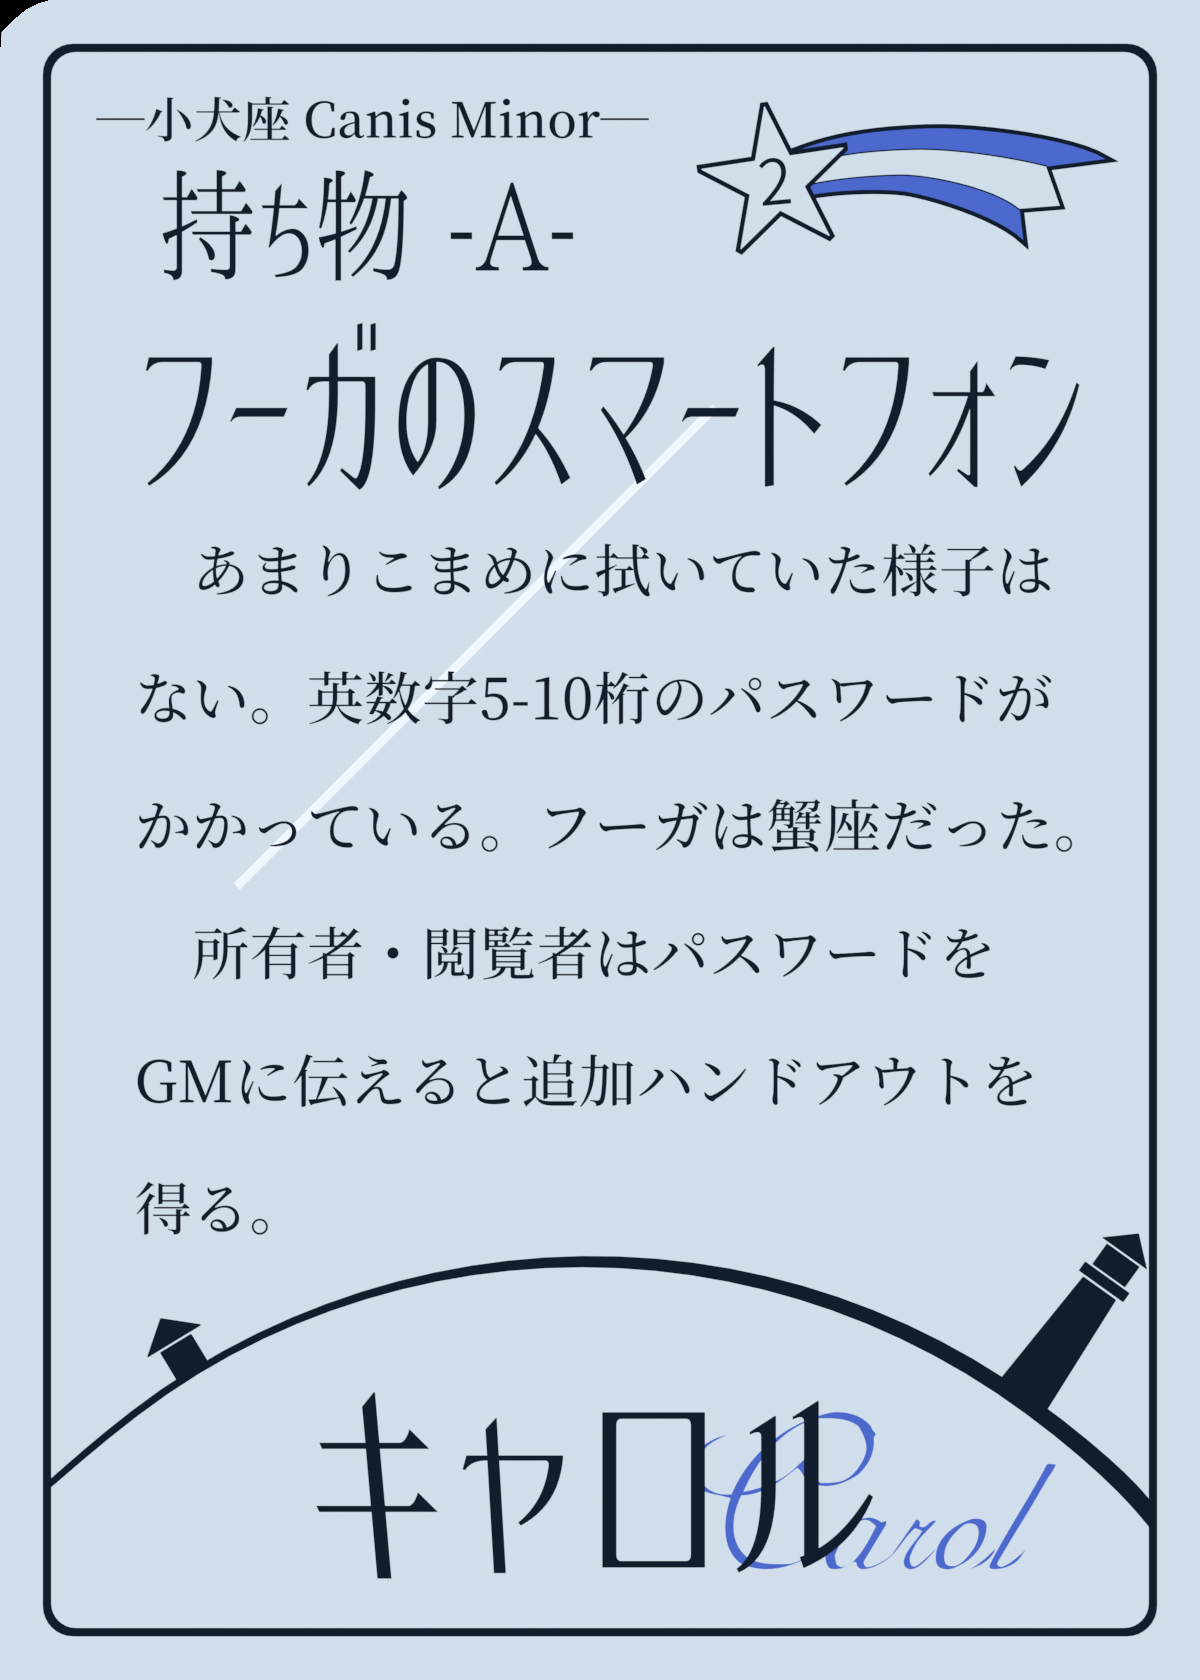 ―小犬座 Canis Minor―
持ち物 -A-
2
フーガのスマートフォン
あまりこまめに拭いていた様子は
ない。英数字5-10桁のパスワードが
かかっている。フーガは蟹座だった。
所有者・閲覧者はパスワードを
GMに伝えると追加ハンドアウトを
得る。
キャロル
Carol